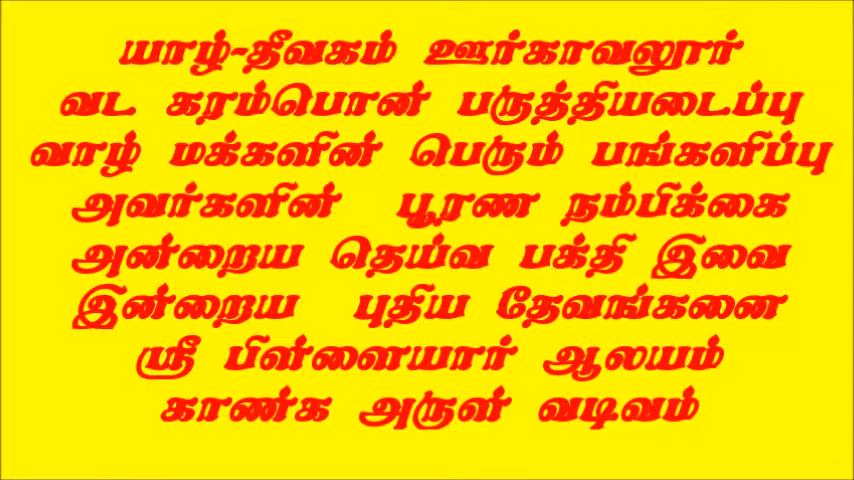 யாழ்-தீவகம் ஊர்காவலூர்
வட கரம்பொன் பருத்தியடைப்பு
வாழ் மக்களின் பெரும் பங்களிப்பு
அவர்களின் பூரண நம்பிக்கை
அன்றைய தெய்வ பக்தி இவை
இன்றைய புதிய தேவங்கனை
ஸ்ரீ பிள்ளையார் ஆலயம்
காண்க அருள் வடிவம்